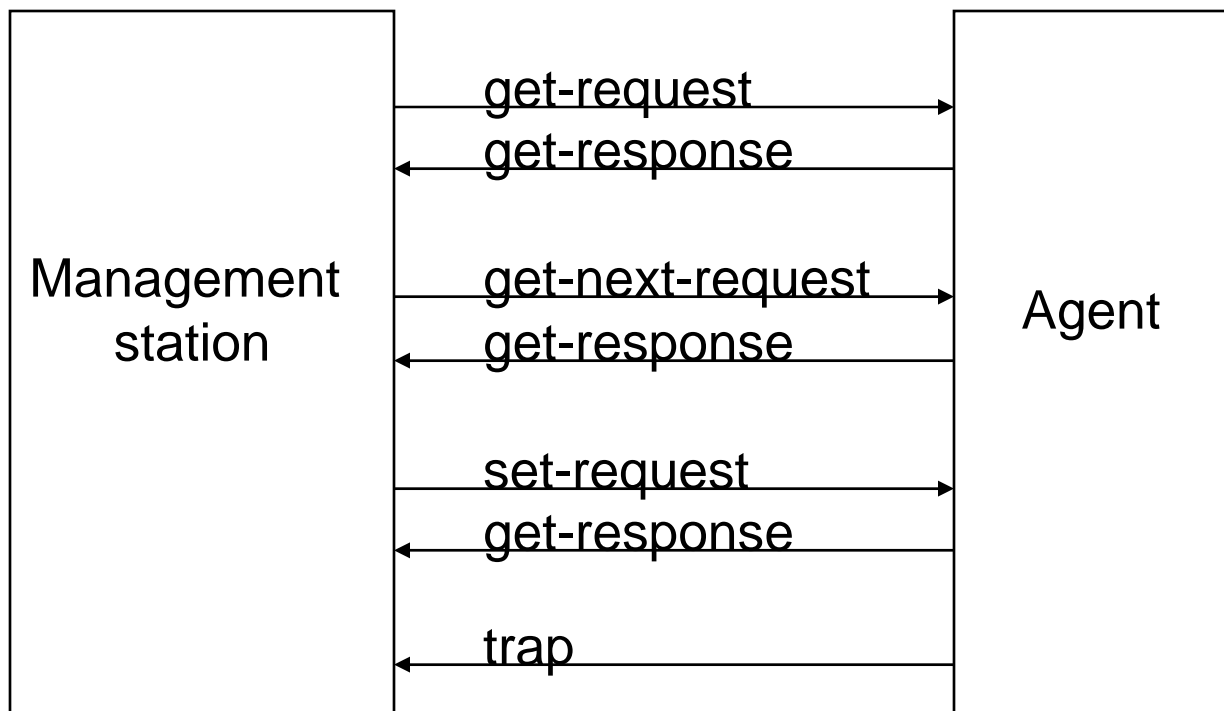 Management
station
get-request
get-response
get-next-request
get-response
set-request
get-response
trap
Agent